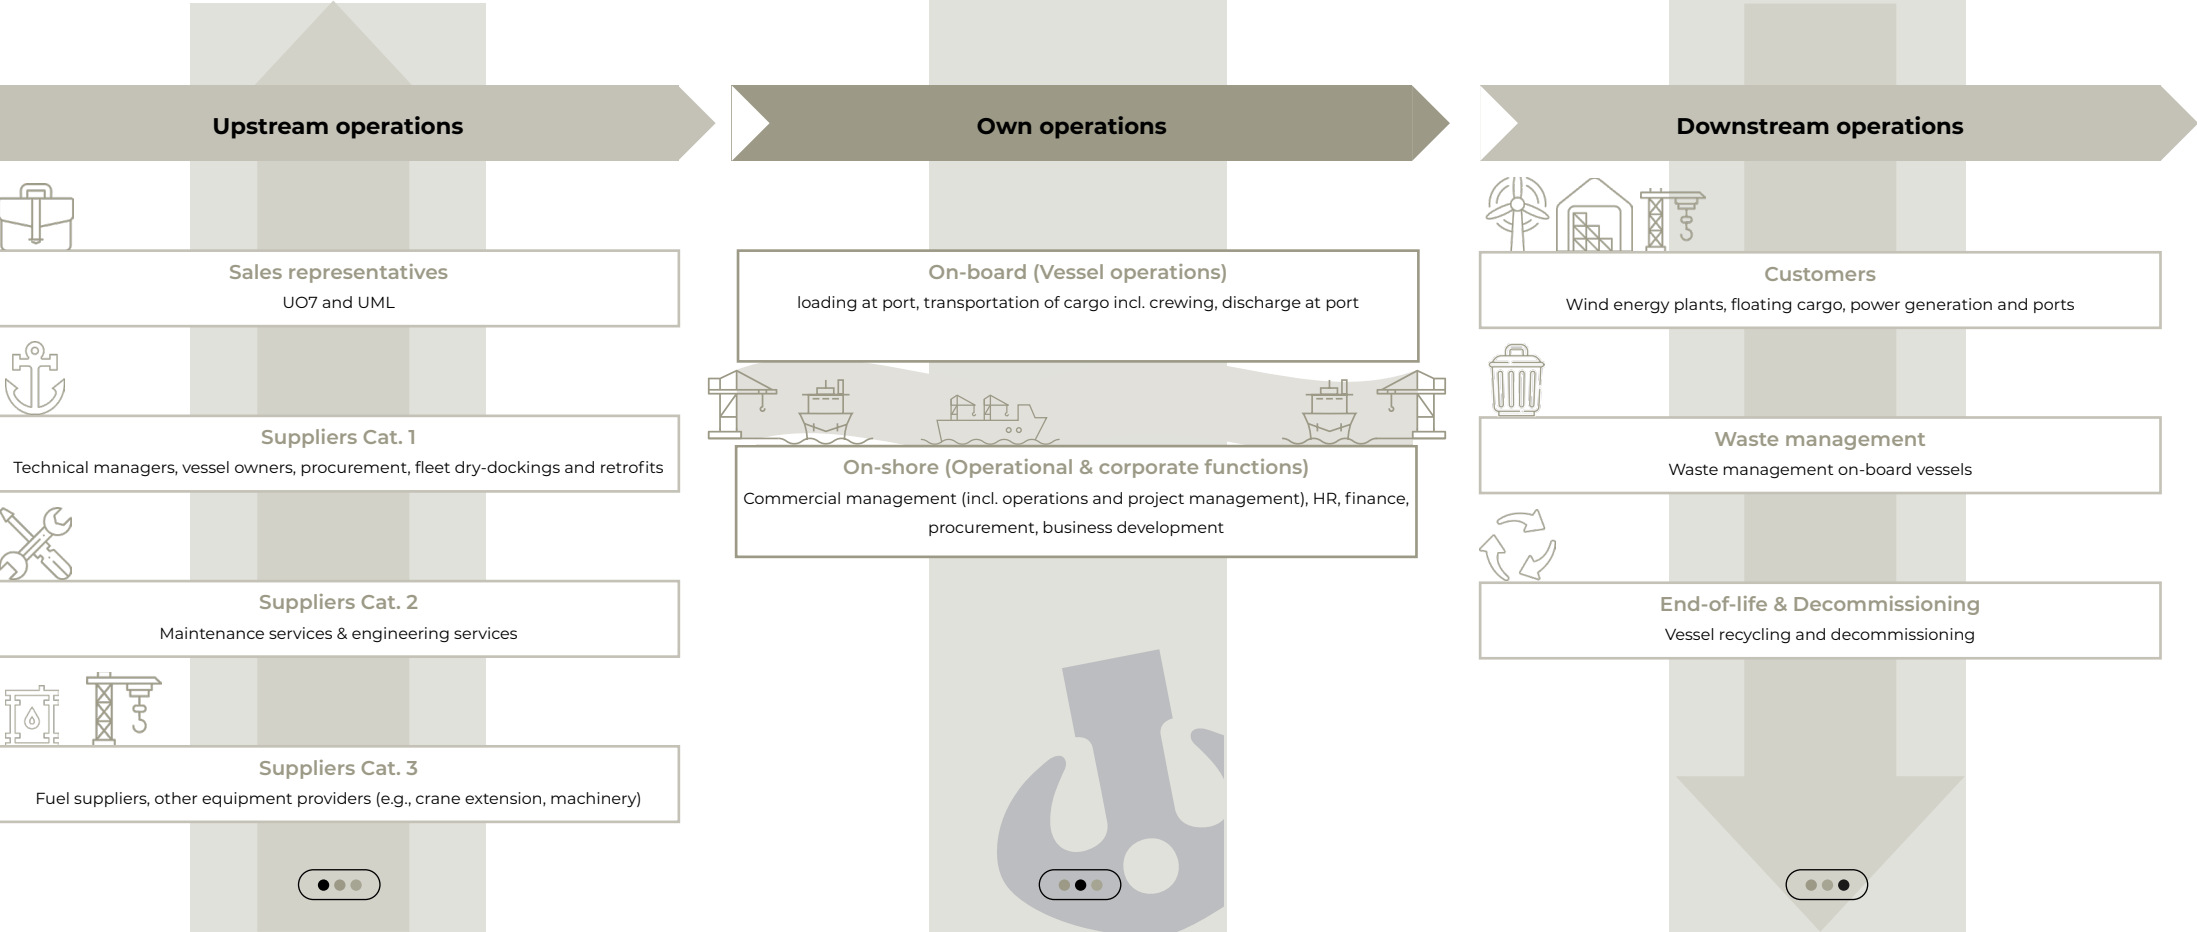 Upstream operations
Sales representatives
UO7 and UML
Suppliers Cat. 1
Technical managers, vessel owners, procurement, fleet dry-dockings and retrofits
Suppliers Cat. 2
Maintenance services & engineering services
Suppliers Cat. 3
Fuel suppliers, other equipment providers (e.g., crane extension, machinery)
Own operations
On-board (Vessel operations)
loading at port, transportation of cargo incl. crewing, discharge at port
On-shore (Operational & corporate functions)
Commercial management (incl. operations and project management), HR, finance,
procurement, business development
Downstream operations
Customers
Wind energy plants, floating cargo, power generation and ports
Waste management
Waste management on-board vessels
End-of-life & Decommissioning
Vessel recycling and decommissioning